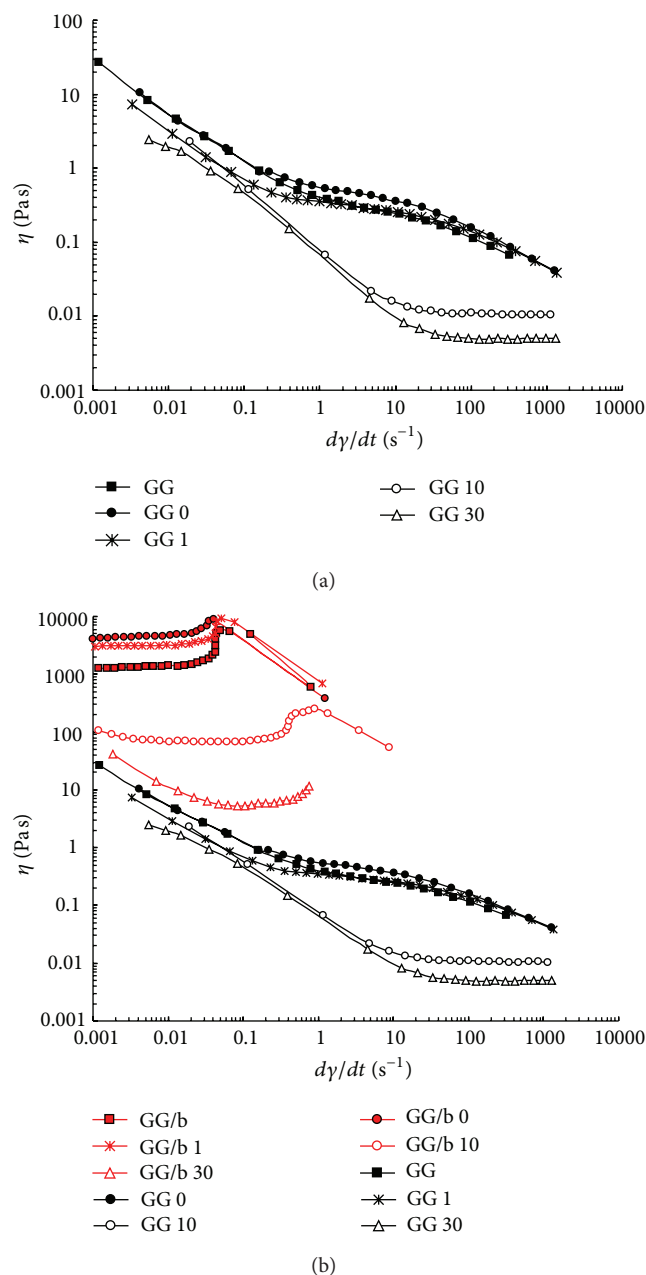 100
10
1
0.1
0.01
0.001
η (Pa s)
0.001 0.01 0.1 1 10 100 1000 10000
dγ/dt (s⁻¹)
GG GG 10
GG 0 GG 30
GG 1
(a)
10000
1000
100
10
1
0.1
0.01
0.001
η (Pa s)
0.001 0.01 0.1 1 10 100 1000 10000
dγ/dt (s⁻¹)
GG/b GG/b 0
GG/b 1 GG/b 10
GG/b 30 GG
GG 0 GG 1
GG 10 GG 30
(b)